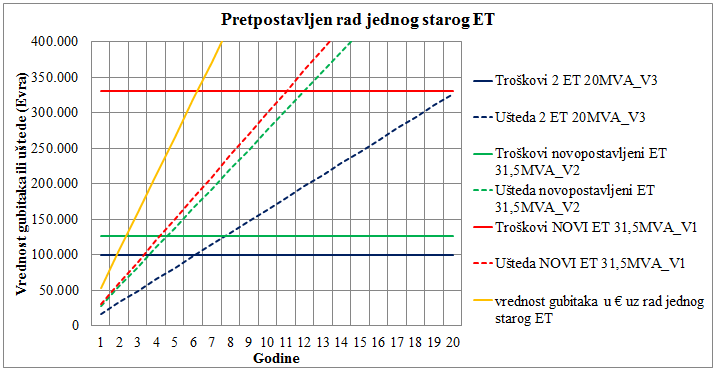 Pretpostavljen rad jednog starog ET
Vrednost gubitaka ili uštede (Evra)
400.000
350.000
300.000
250.000
200.000
150.000
100.000
50.000
0
1 2 3 4 5 6 7 8 9 10 11 12 13 14 15 16 17 18 19 20
Godine
Troškovi 2 ET 20MVA_V3
Ušteda 2 ET 20MVA_V3
Troškovi novopostavljeni ET
31,5MVA_V2
Ušteda novopostavljeni ET
31,5MVA_V2
Troškovi NOVI ET 31,5MVA_V1
Ušteda NOVI ET 31,5MVA_V1
vrednost gubitaka u € uz rad jednog
starog ET